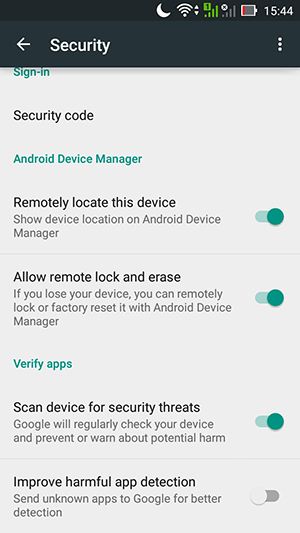 15:44
Security
Sign-in
Security code
Android Device Manager
Remotely locate this device
Show device location on Android Device
Manager
Allow remote lock and erase
If you lose your device, you can remotely
lock or factory reset it with Android Device
Manager
Verify apps
Scan device for security threats
Google will regularly check your device
and prevent or warn about potential harm
Improve harmful app detection
Send unknown apps to Google for better
detection